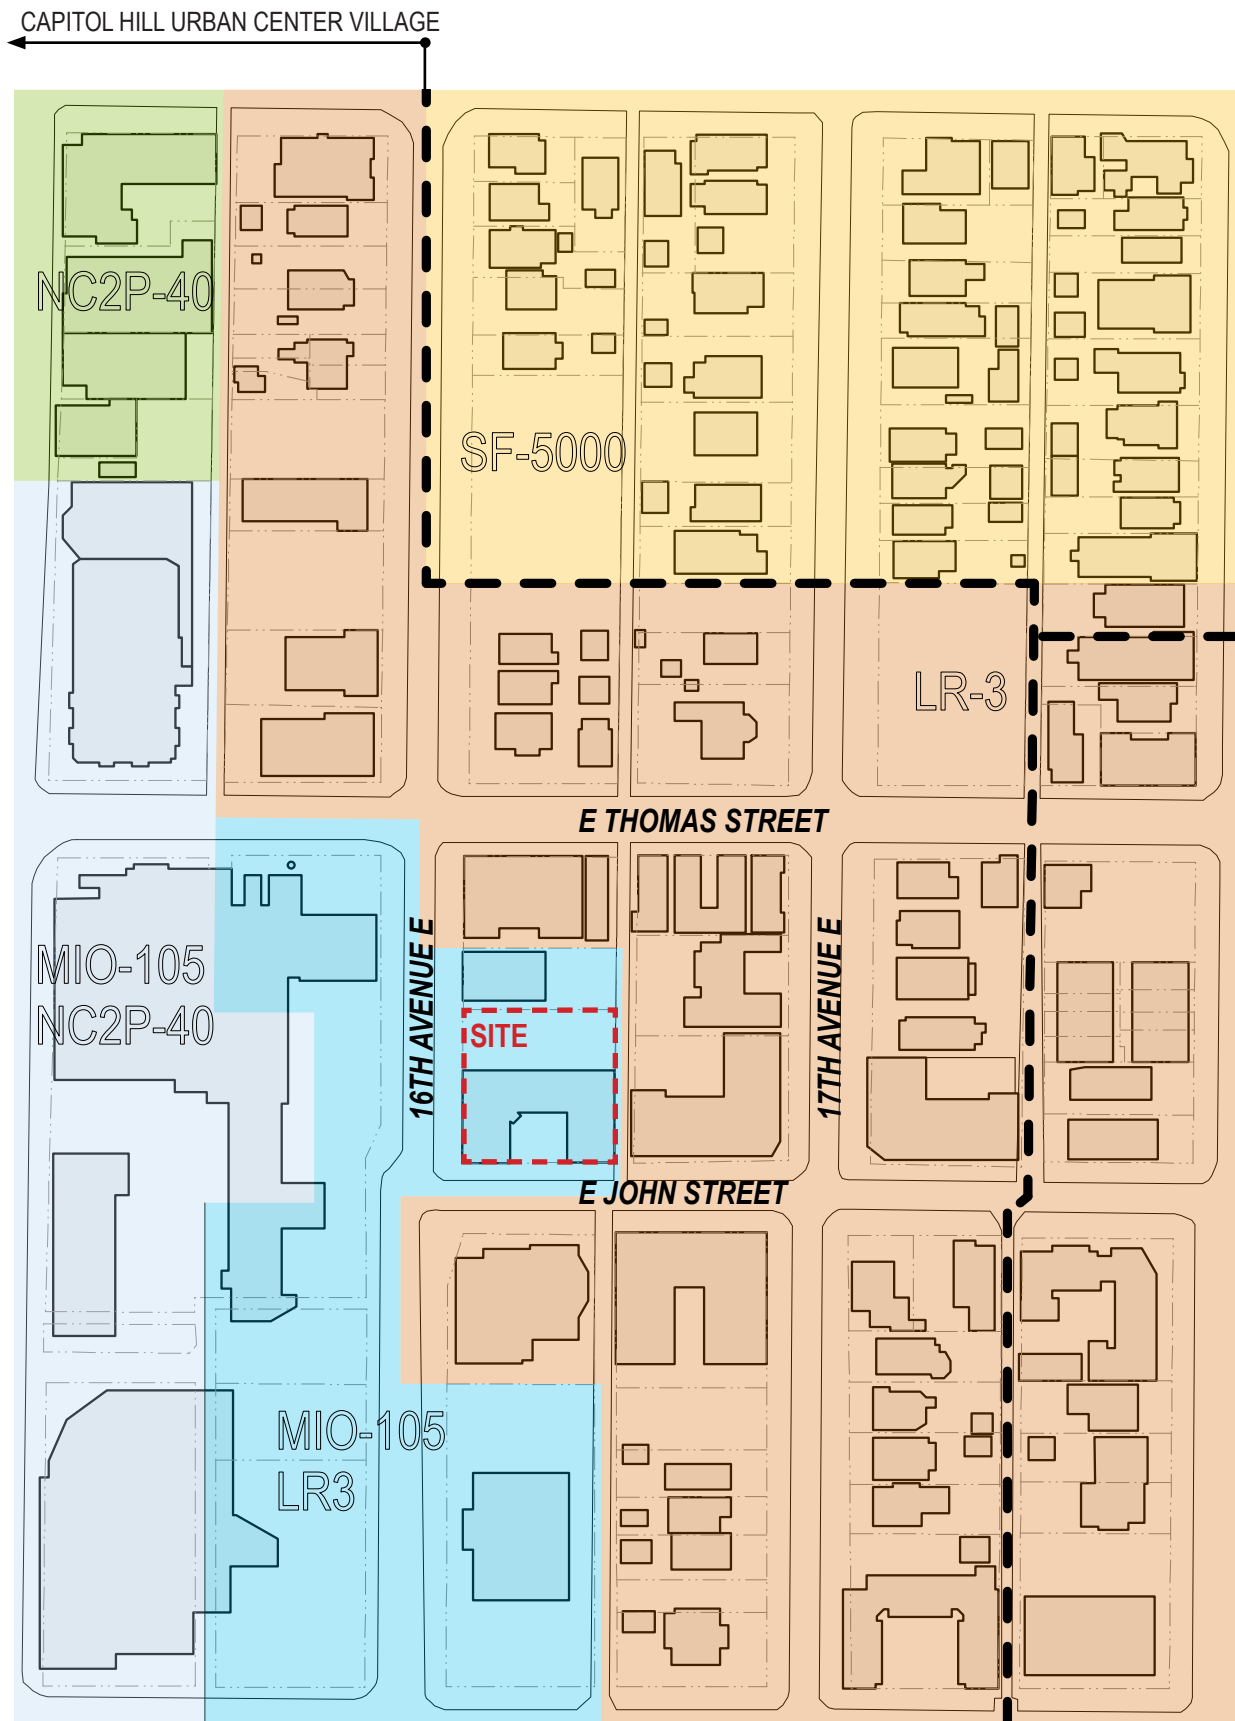 CAPITOL HILL URBAN CENTER VILLAGE
NC2P-40
SF-5000
LR-3
E THOMAS STREET
MIO-105
NC2P-40
16TH AVENUE E
SITE
17TH AVENUE E
E JOHN STREET
MIO-105
LR3